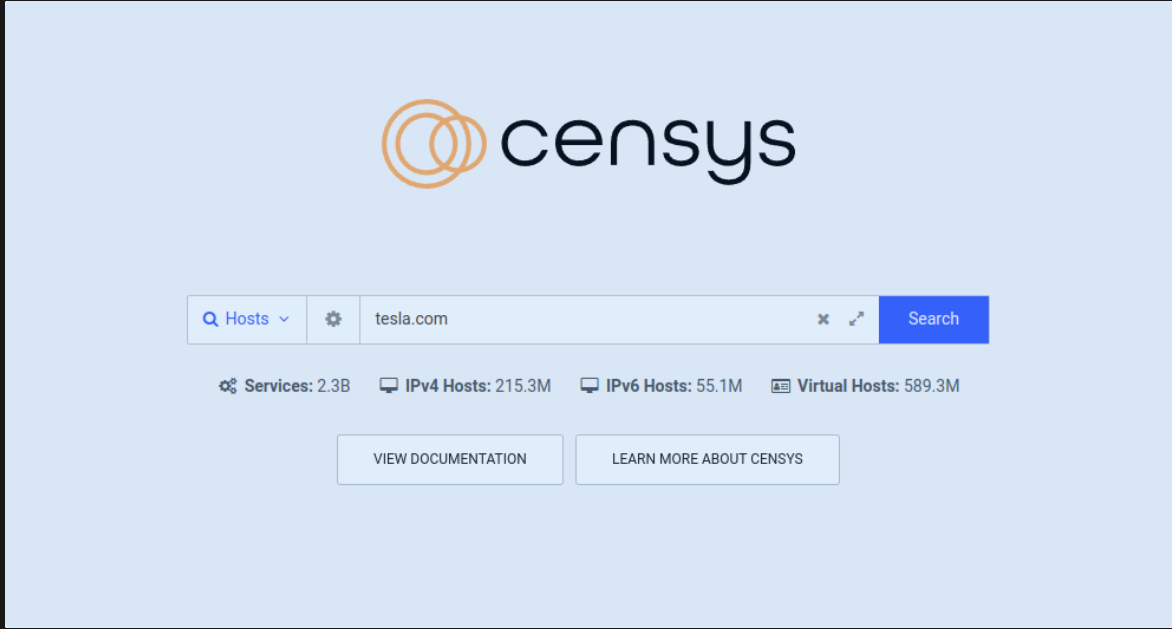 censys
Hosts tesla.com Search
Services: 2.3B IPv4 Hosts: 215.3M IPv6 Hosts: 55.1M Virtual Hosts: 589.3M
VIEW DOCUMENTATION LEARN MORE ABOUT CENSYS